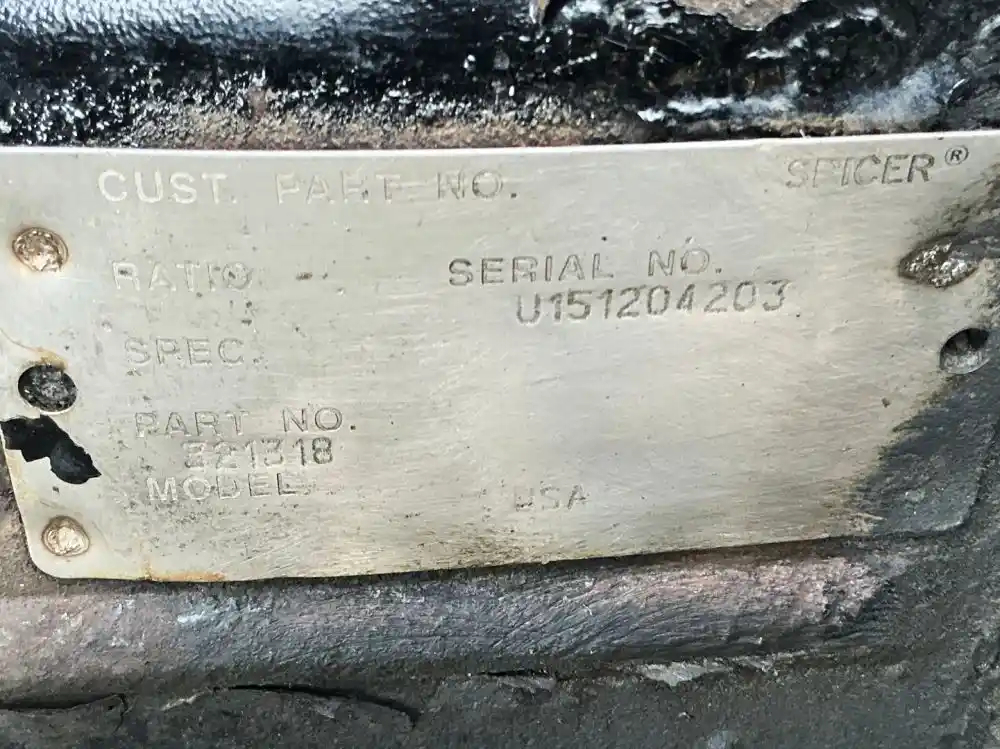 CUST. PART NO. SPICER®
RATIO SERIAL NO.
U151204203
SPEC
PART NO.
321318
MODEL USA